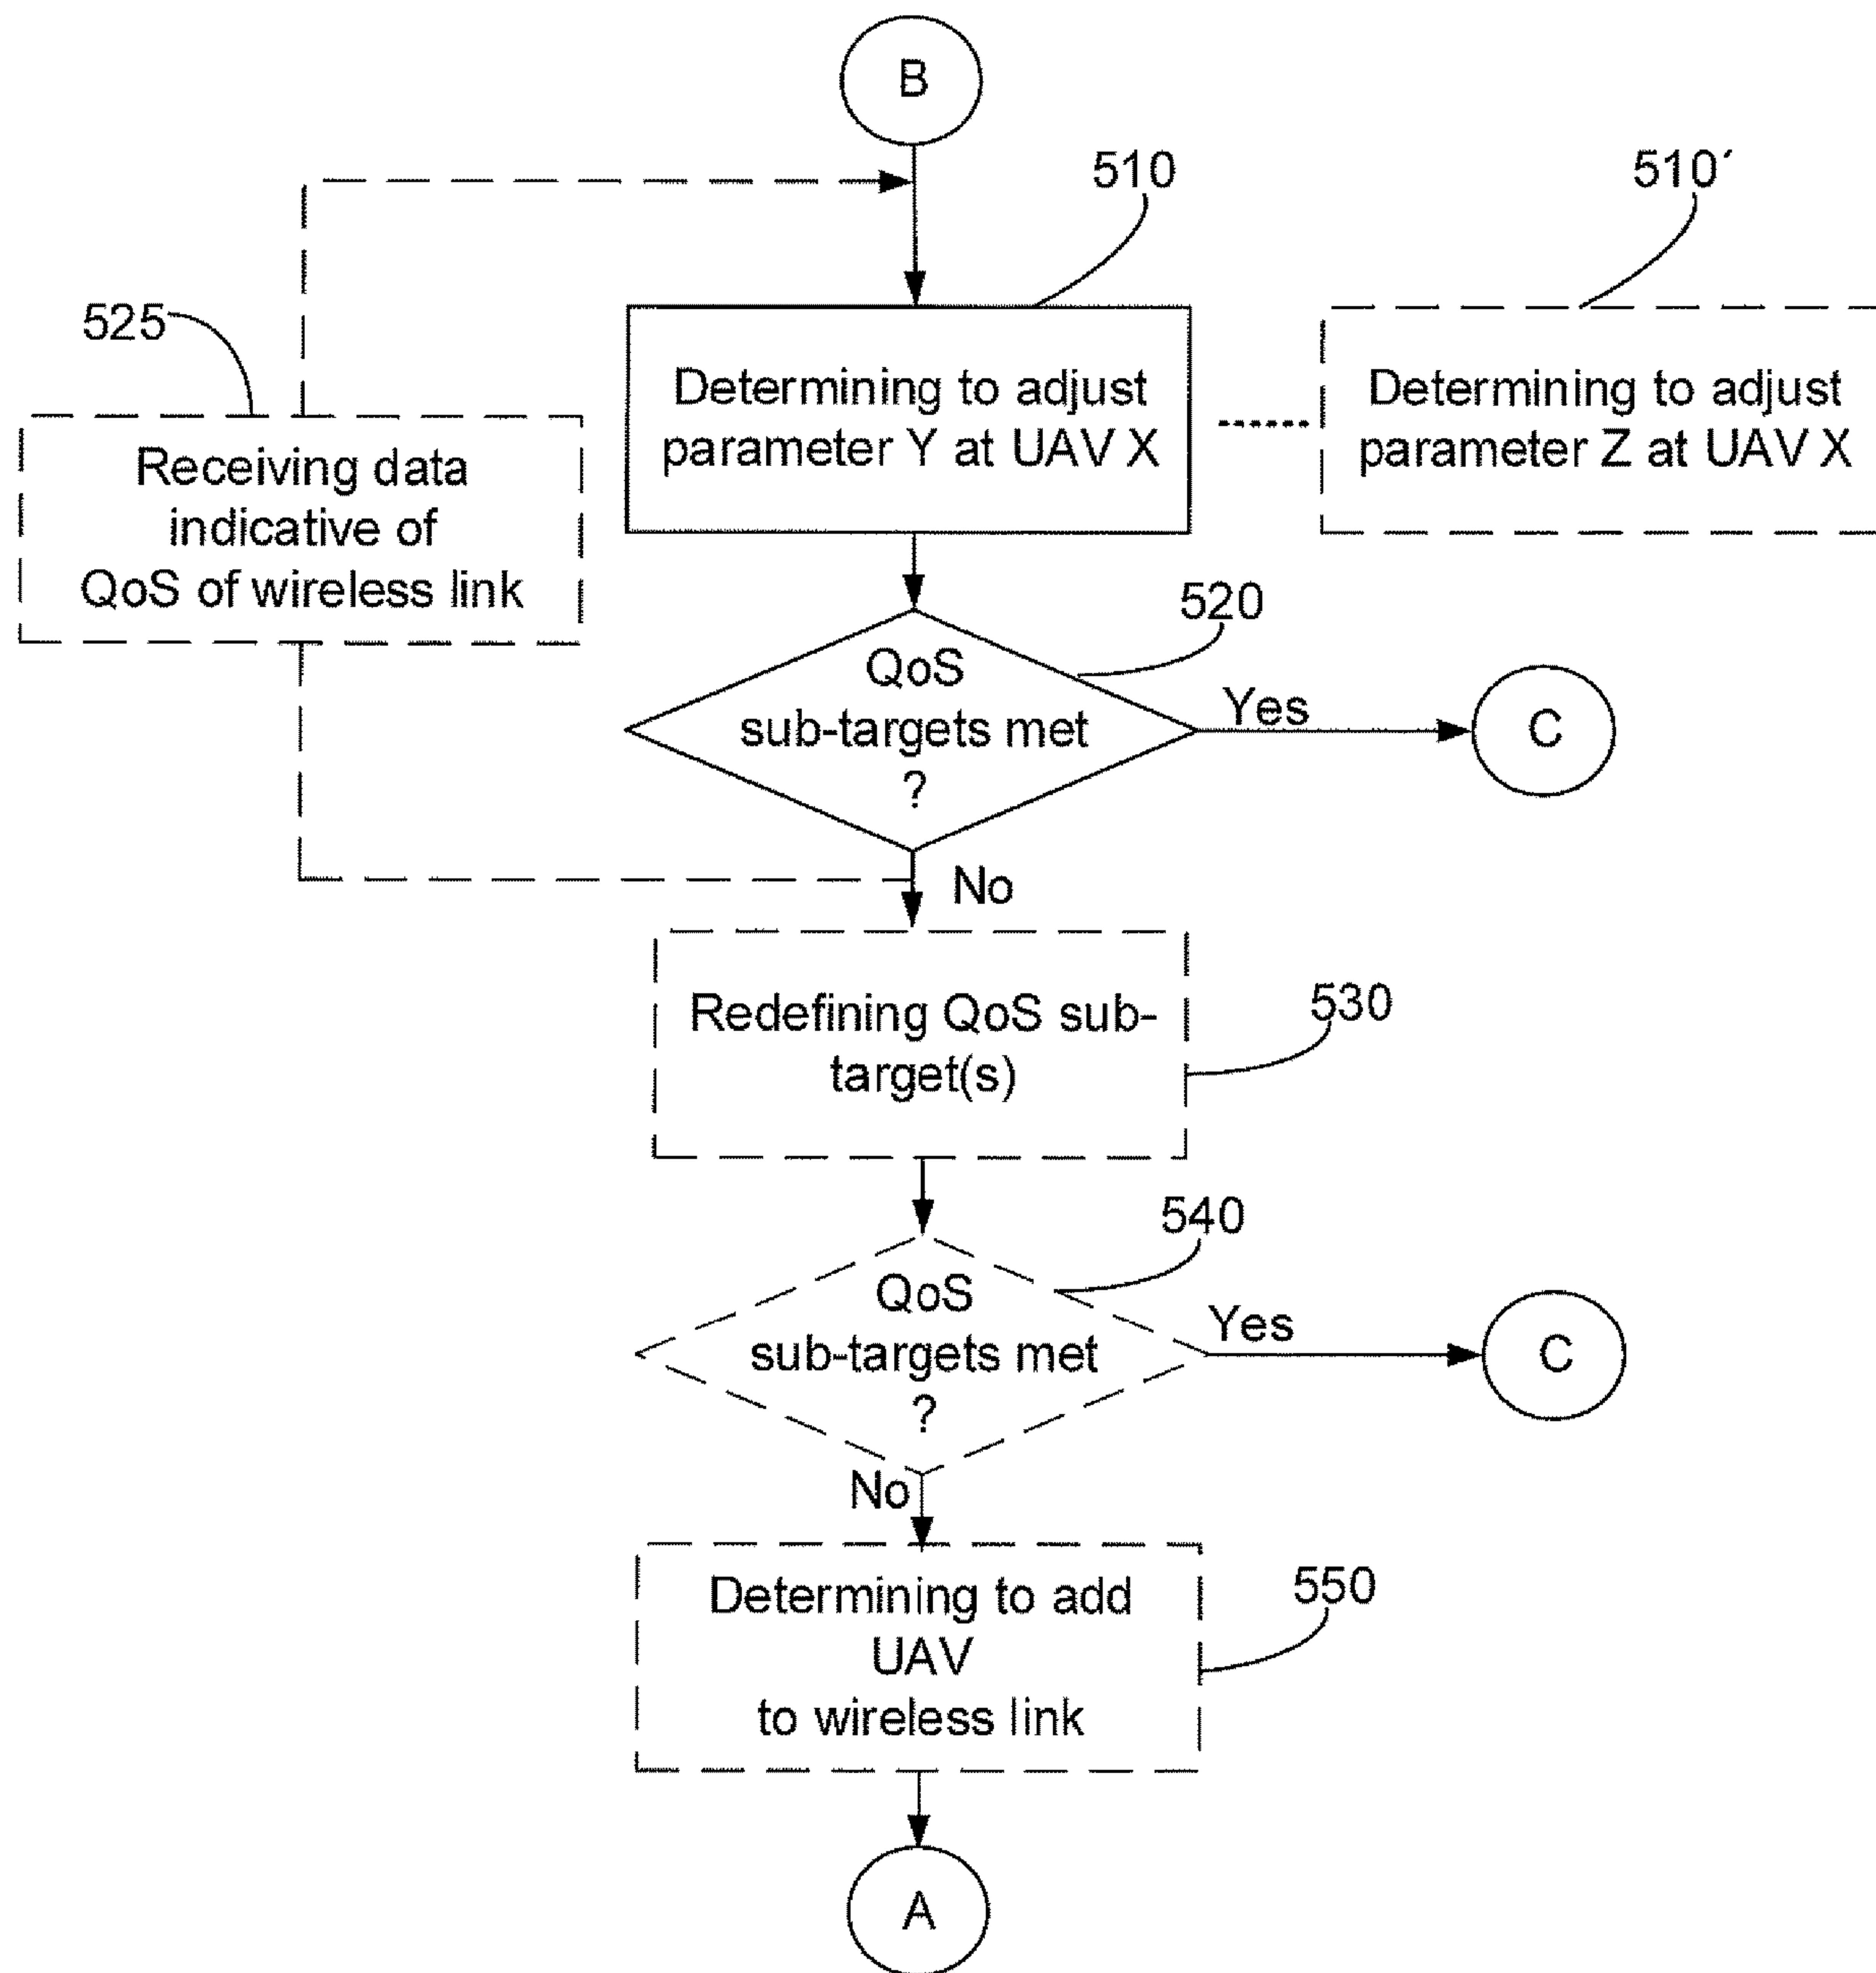 B
510
510´
525
Determining to adjust
parameter Y at UAV X
Determining to adjust
parameter Z at UAV X
Receiving data
indicative of
QoS of wireless link
520
QoS
sub-targets met
?
Yes
C
No
Redefining QoS sub-
target(s)
530
540
QoS
sub-targets met
?
Yes
C
No
Determining to add
UAV
to wireless link
550
A